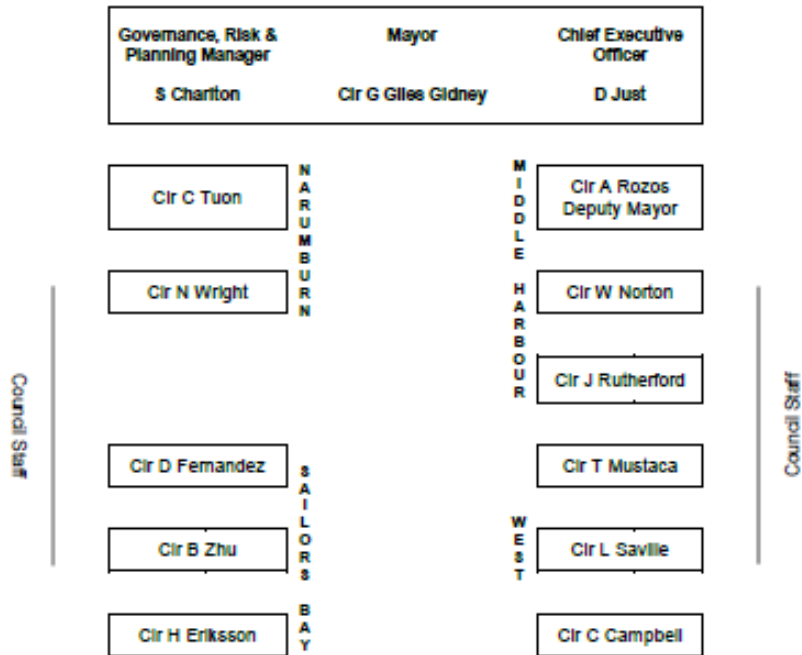 Governance, Risk &
Planning Manager
S Charlton
Mayor
Clr G Giles Gidney
Chief Executive
Officer
D Just
Clr C Tuon
Clr N Wright
NARUMBURN
MIDDLE HARBOUR
Clr A Rozos
Deputy Mayor
Clr W Norton
Clr J Rutherford
Council Staff
Clr D Fernandez
Clr B Zhu
Clr H Eriksson
SAILORS BAY
WEST
Clr T Mustaca
Clr L Saville
Clr C Campbell
Council Staff